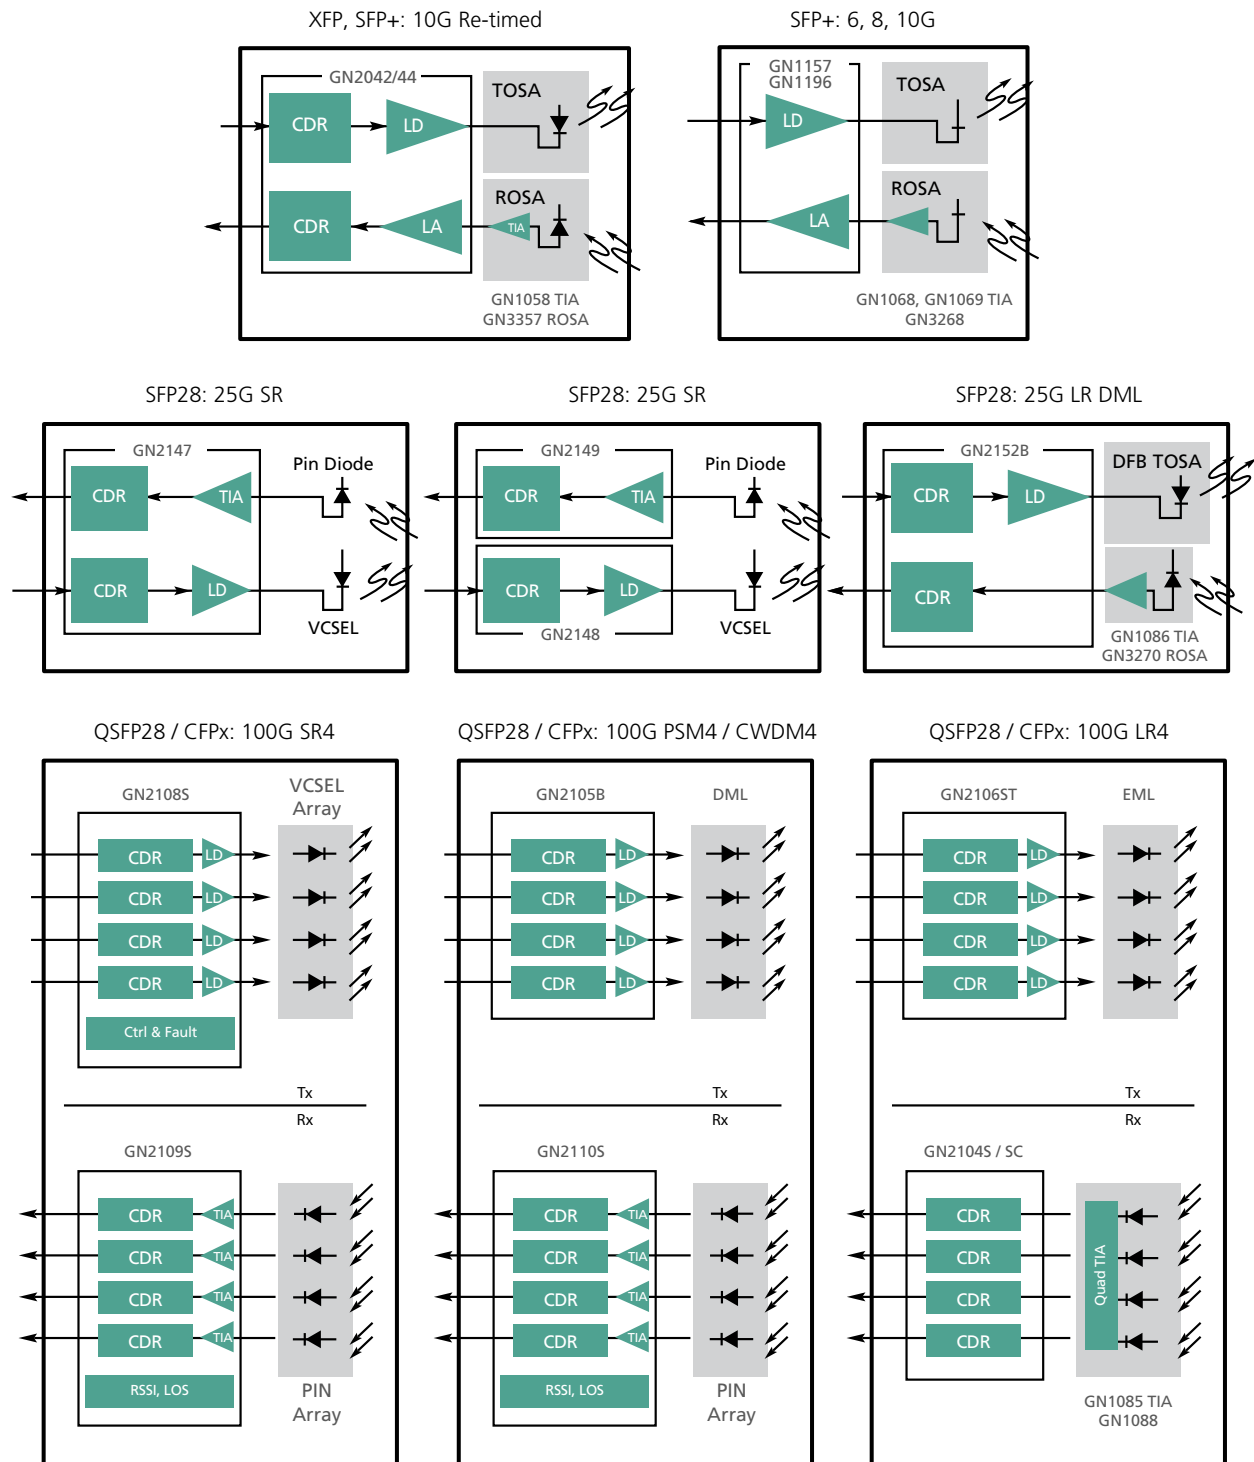 XFP, SFP+: 10G Re-timed
GN2042/44
TOSA
CDR
LD
ROSA
CDR
LA
TIA
GN1058 TIA
GN3357 ROSA
SFP+: 6, 8, 10G
GN1157
GN1196
TOSA
LD
ROSA
LA
GN1068, GN1069 TIA
GN3268
SFP28: 25G SR
GN2147
Pin Diode
CDR
TIA
CDR
LD
VCSEL
SFP28: 25G SR
GN2149
Pin Diode
CDR
TIA
CDR
LD
GN2148
VCSEL
SFP28: 25G LR DML
GN2152B
DFB TOSA
CDR
LD
CDR
GN1086 TIA
GN3270 ROSA
QSFP28 / CFPx: 100G SR4
VCSEL
Array
GN2108S
CDR
LD
CDR
LD
CDR
LD
CDR
LD
Ctrl & Fault
Tx
Rx
GN2109S
CDR
TIA
CDR
TIA
CDR
TIA
CDR
TIA
RSSI, LOS
PIN
Array
QSFP28 / CFPx: 100G PSM4 / CWDM4
GN2105B
DML
CDR
LD
CDR
LD
CDR
LD
CDR
LD
Tx
Rx
GN2110S
CDR
TIA
CDR
TIA
CDR
TIA
CDR
TIA
RSSI, LOS
PIN
Array
QSFP28 / CFPx: 100G LR4
GN2106ST
EML
CDR
LD
CDR
LD
CDR
LD
CDR
LD
Tx
Rx
GN2104S / SC
CDR
CDR
CDR
CDR
Quad TIA
GN1085 TIA
GN1088